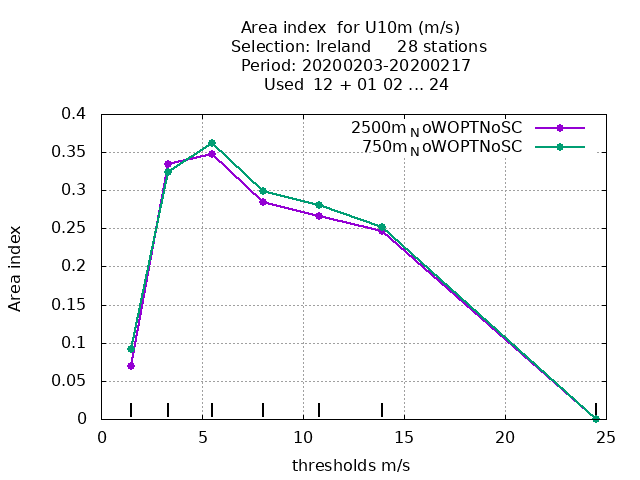 Area index  for U10m (m/s)
Selection: Ireland     28 stations
Period: 20200203-20200217
Used  12 + 01 02 ... 24
2500m_NoWOPTNoSC
750m_NoWOPTNoSC
0.4
0.35
0.3
0.25
0.2
0.15
0.1
0.05
0
Area index
0 5 10 15 20 25
thresholds m/s